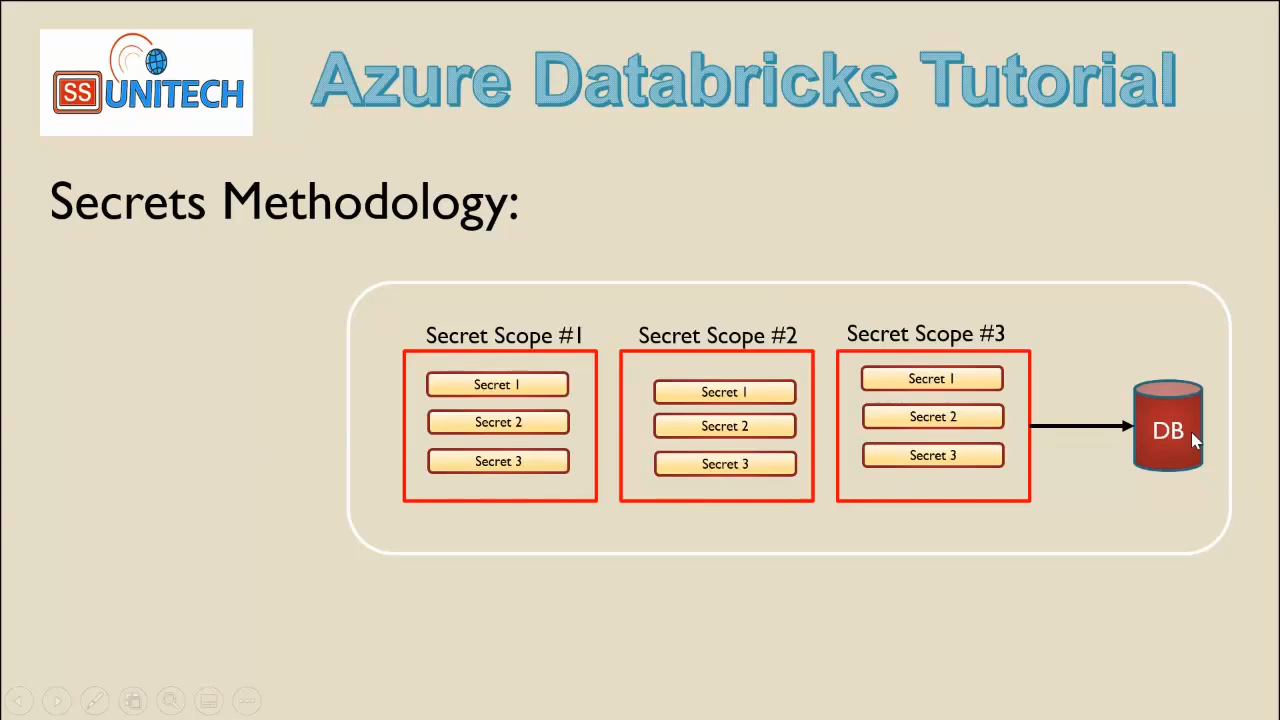 SS UNITECH
Azure Databricks Tutorial
Secrets Methodology:
Secret Scope #1
Secret 1
Secret 2
Secret 3
Secret Scope #2
Secret 1
Secret 2
Secret 3
Secret Scope #3
Secret 1
Secret 2
Secret 3
DB